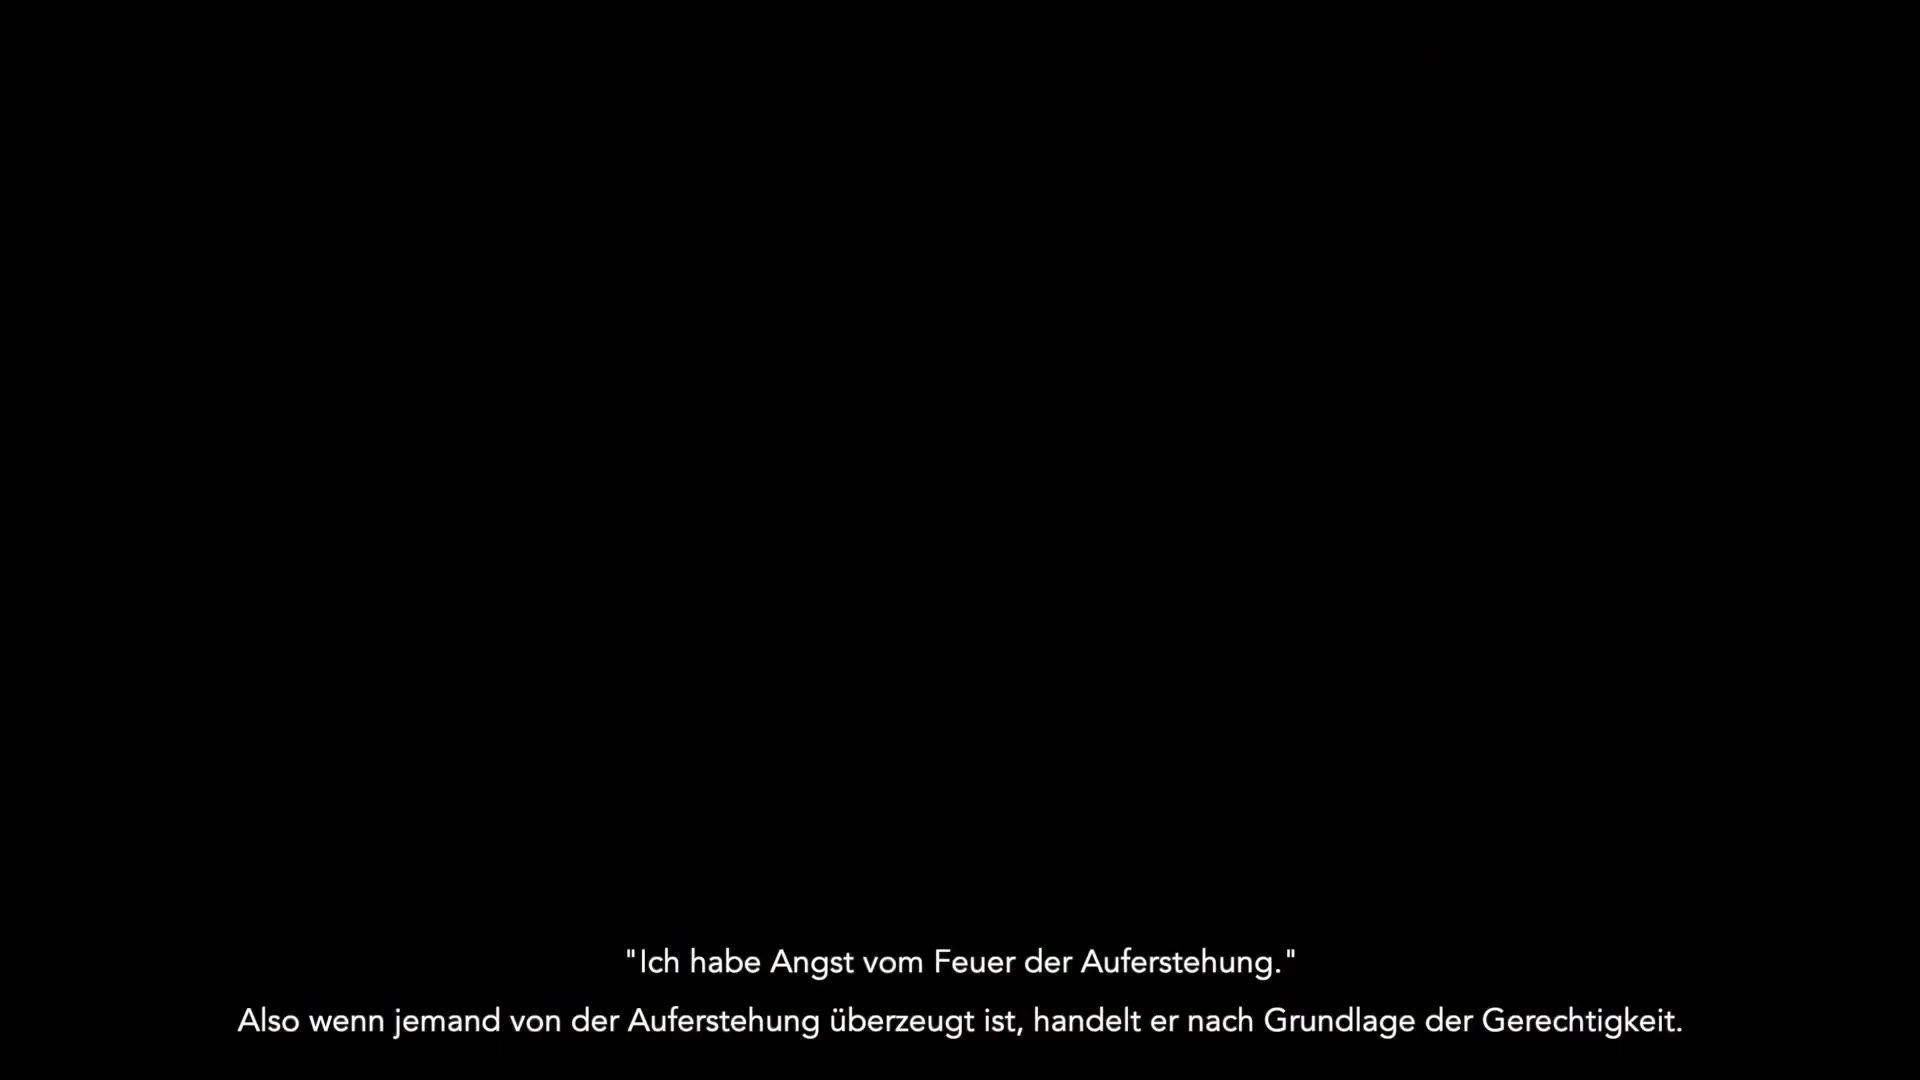 "Ich habe Angst vom Feuer der Auferstehung."
Also wenn jemand von der Auferstehung überzeugt ist, handelt er nach Grundlage der Gerechtigkeit.